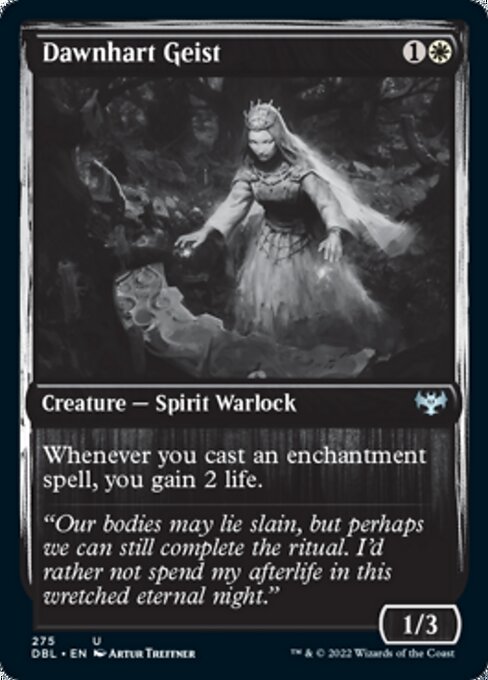 Dawnhart Geist 1
Creature — Spirit Warlock
Whenever you cast an enchantment
spell, you gain 2 life.
“Our bodies may lie slain, but perhaps
we can still complete the ritual. I’d
rather not spend my afterlife in this
wretched eternal night.”
1/3
275 U
DBL • EN Artur Treffner
™ & © 2022 Wizards of the Coast